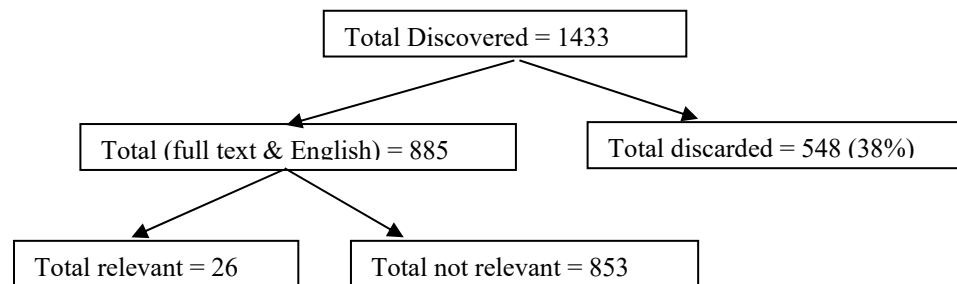 Total Discovered = 1433
Total (full text & English) = 885
Total discarded = 548 (38%)
Total relevant = 26
Total not relevant = 853